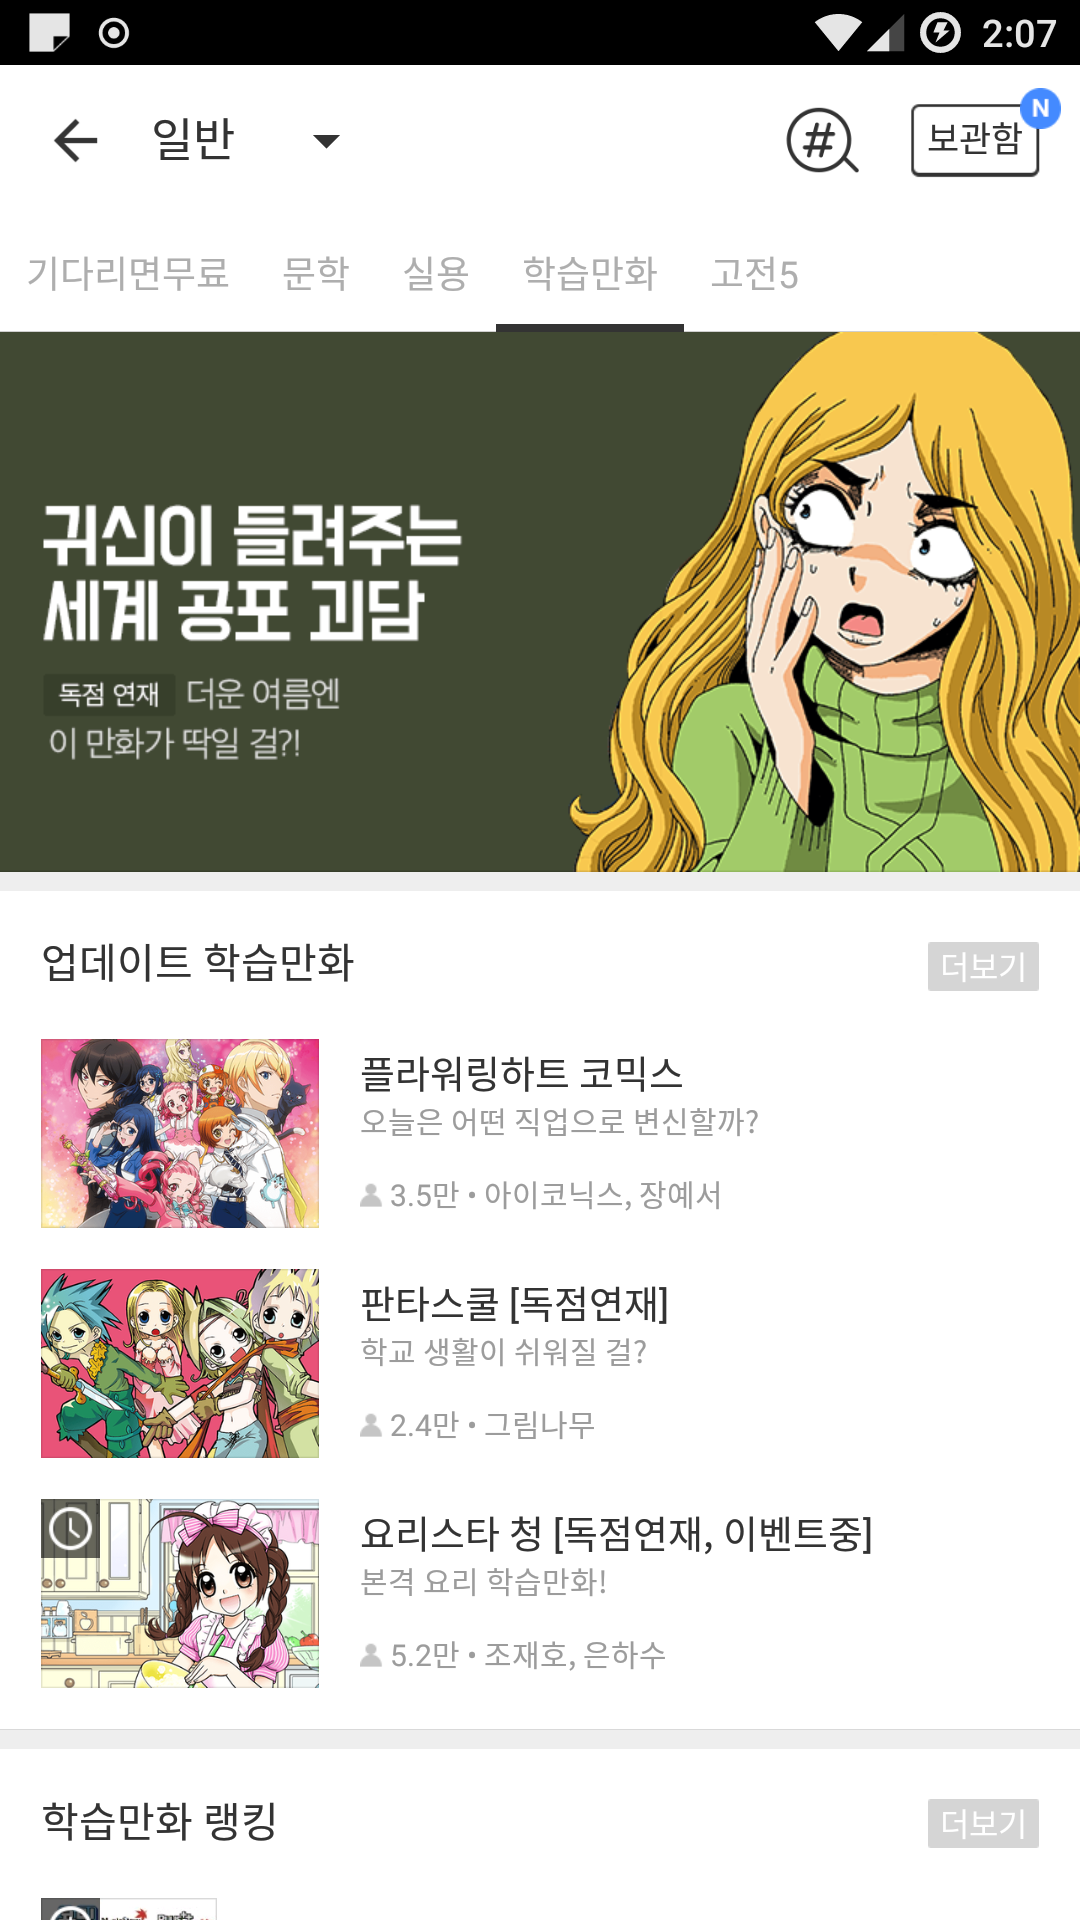 2:07
일반
#
보관함
N
기다리면무료 문학 실용 학습만화 고전5
귀신이 들려주는
세계 공포 괴담
독점 연재 더운 여름엔
이 만화가 딱일 걸?!
업데이트 학습만화
더보기
플라워링하트 코믹스
오늘은 어떤 직업으로 변신할까?
3.5만 • 아이코닉스, 장예서
판타스쿨 [독점연재]
학교 생활이 쉬워질 걸?
2.4만 • 그림나무
요리스타 청 [독점연재, 이벤트중]
본격 요리 학습만화!
5.2만 • 조재호, 은하수
학습만화 랭킹
더보기